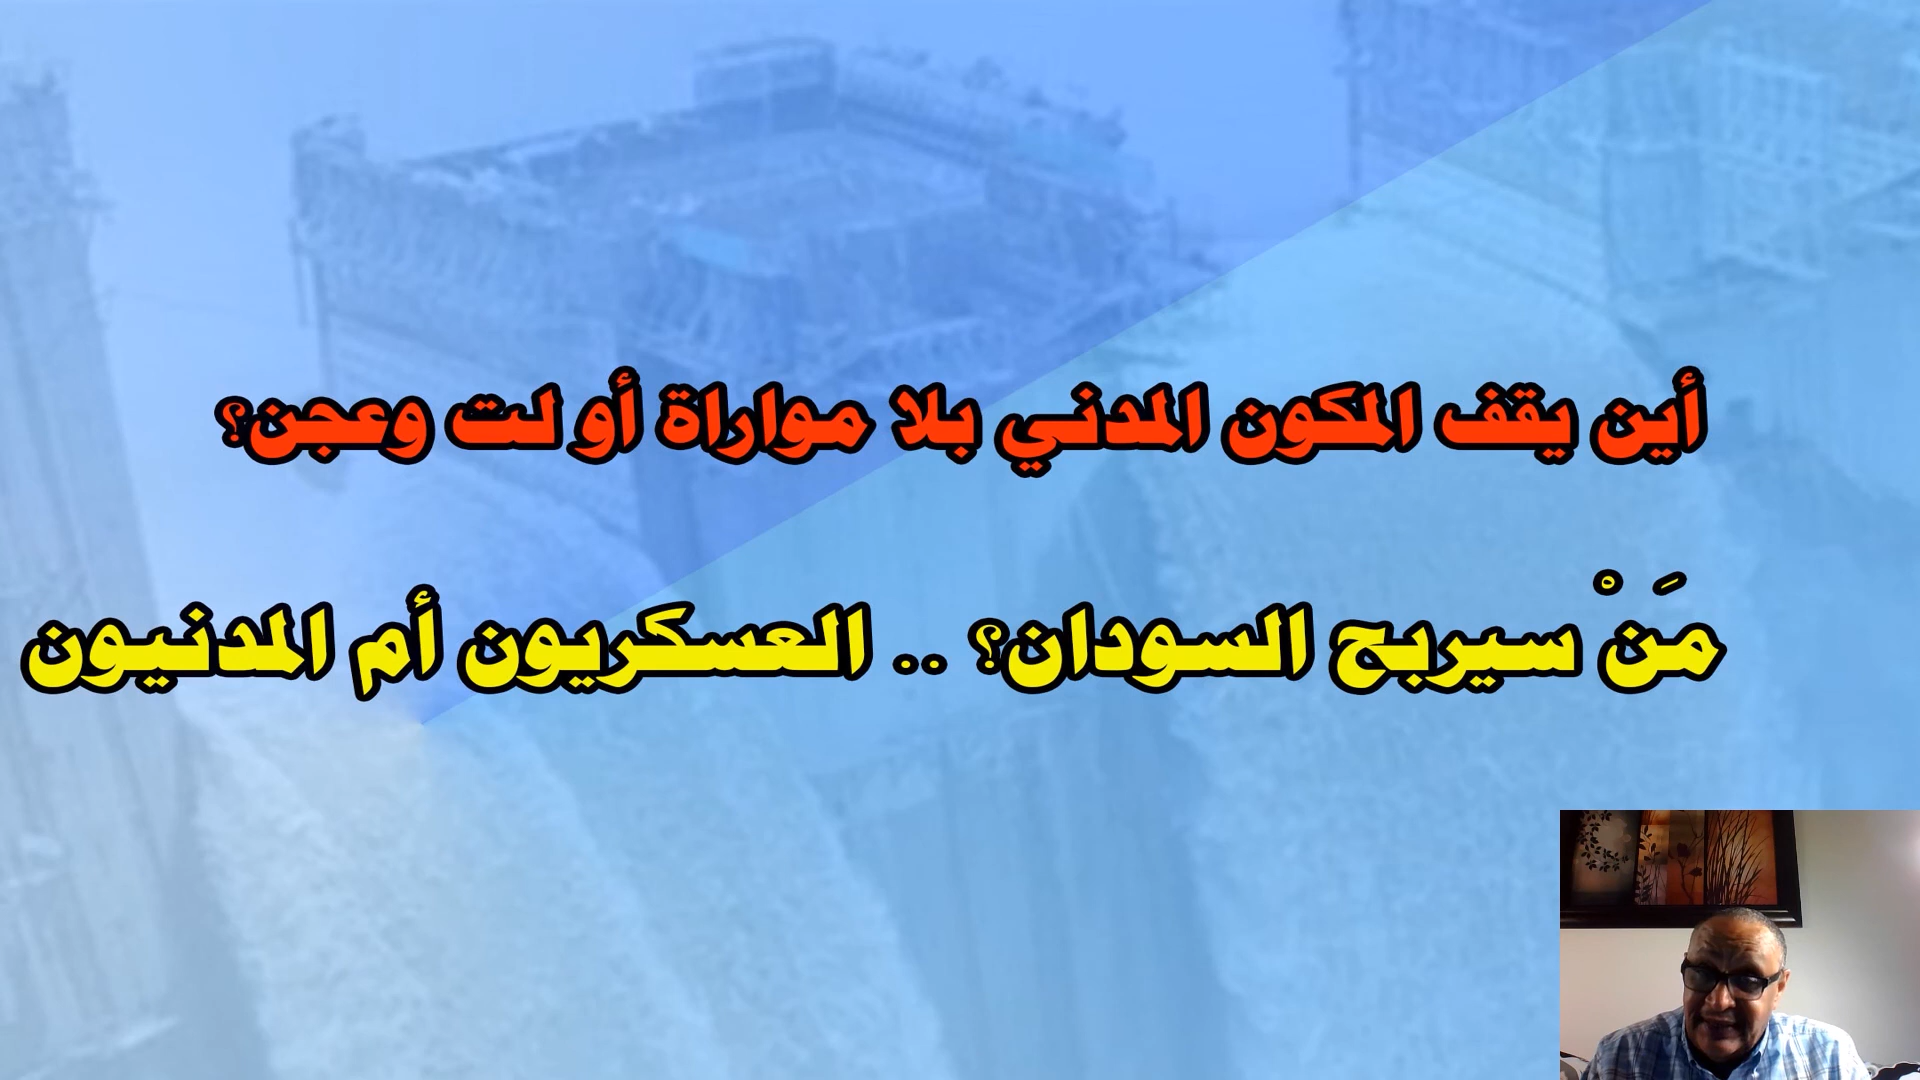 أين يقف المكون المدني بلا مواراة أو لت وعجن؟
مَنْ سيربح السودان؟ .. العسكريون أم المدنيون